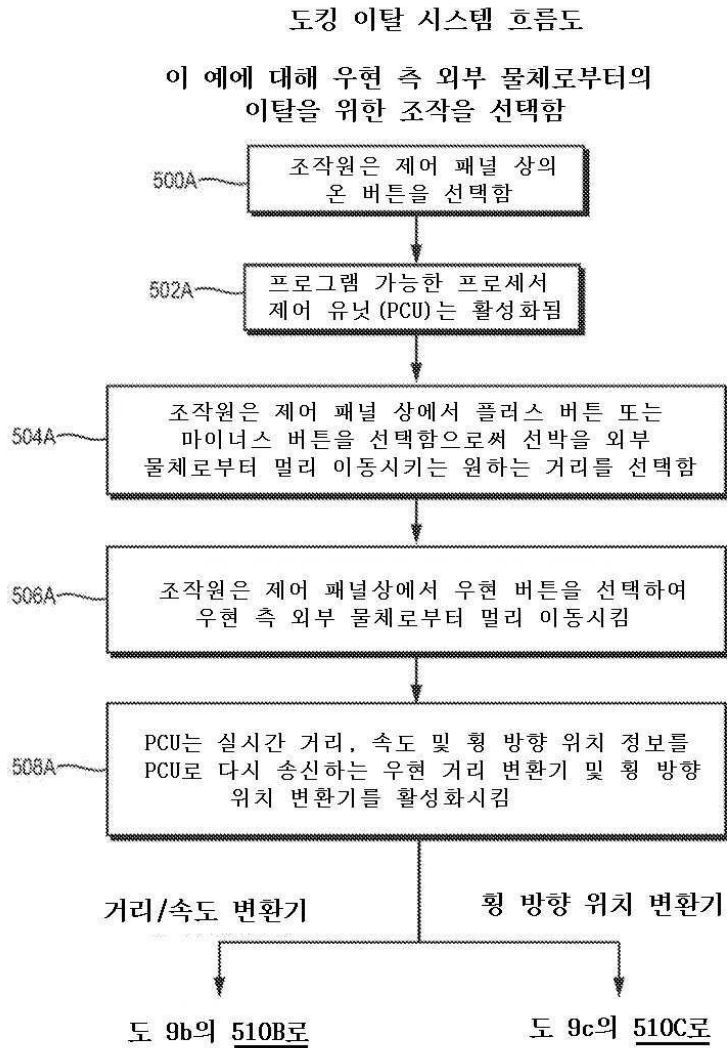 도킹 이탈 시스템 흐름도
이 예에 대해 우현 측 외부 물체로부터의
이탈을 위한 조작을 선택함
500A
조작원은 제어 패널 상의
온 버튼을 선택함
502A
프로그램 가능한 프로세서
제어 유닛(PCU)는 활성화됨
504A
조작원은 제어 패널 상에서 플러스 버튼 또는
마이너스 버튼을 선택함으로써 선박을 외부
물체로부터 멀리 이동시키는 원하는 거리를 선택함
506A
조작원은 제어 패널상에서 우현 버튼을 선택하여
우현 측 외부 물체로부터 멀리 이동시킴
508A
PCU는 실시간 거리, 속도 및 횡 방향 위치 정보를
PCU로 다시 송신하는 우현 거리 변환기 및 횡 방향
위치 변환기를 활성화시킴
거리/속도 변환기
횡 방향 위치 변환기
도 9b의 510B로
도 9c의 510C로